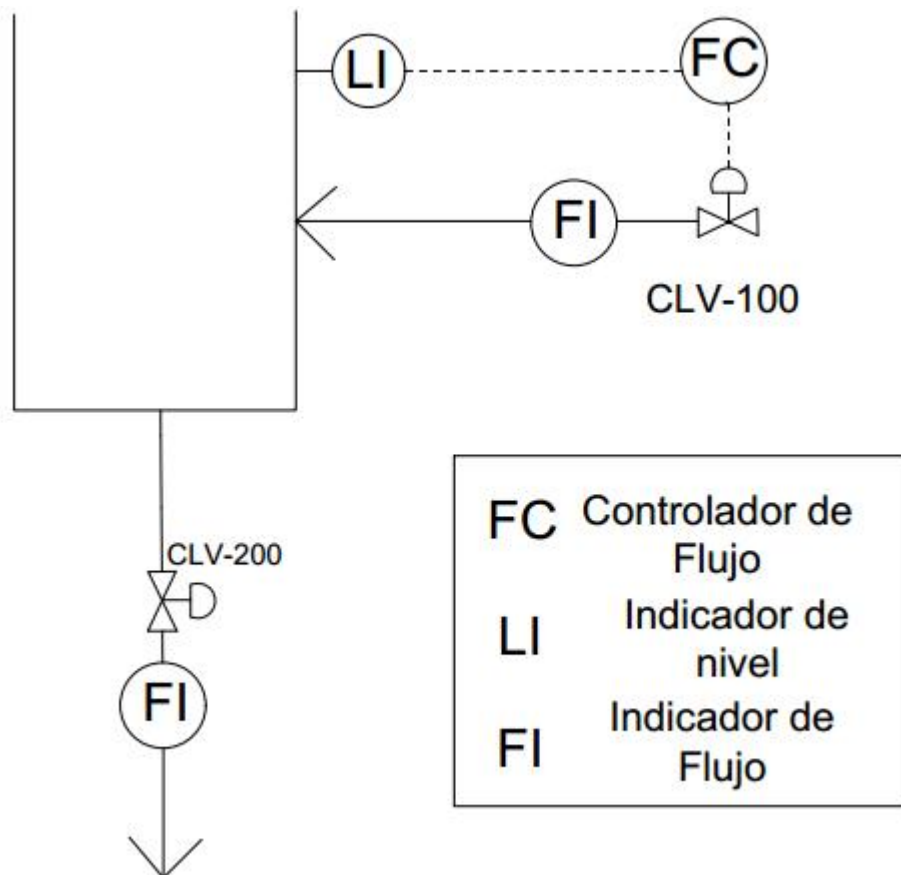 LI
FC
FI
CLV-100
CLV-200
FI
FC Controlador de
Flujo
LI Indicador de
nivel
FI Indicador de
Flujo